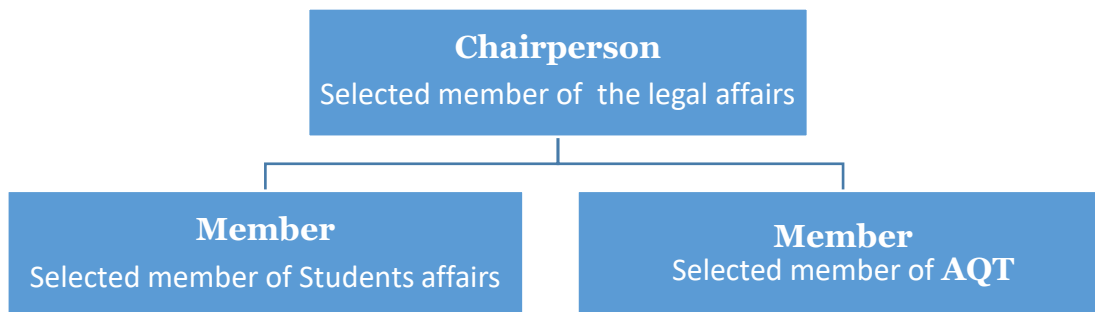 Chairperson
Selected member of the legal affairs
Member
Selected member of Students affairs
Member
Selected member of AQT